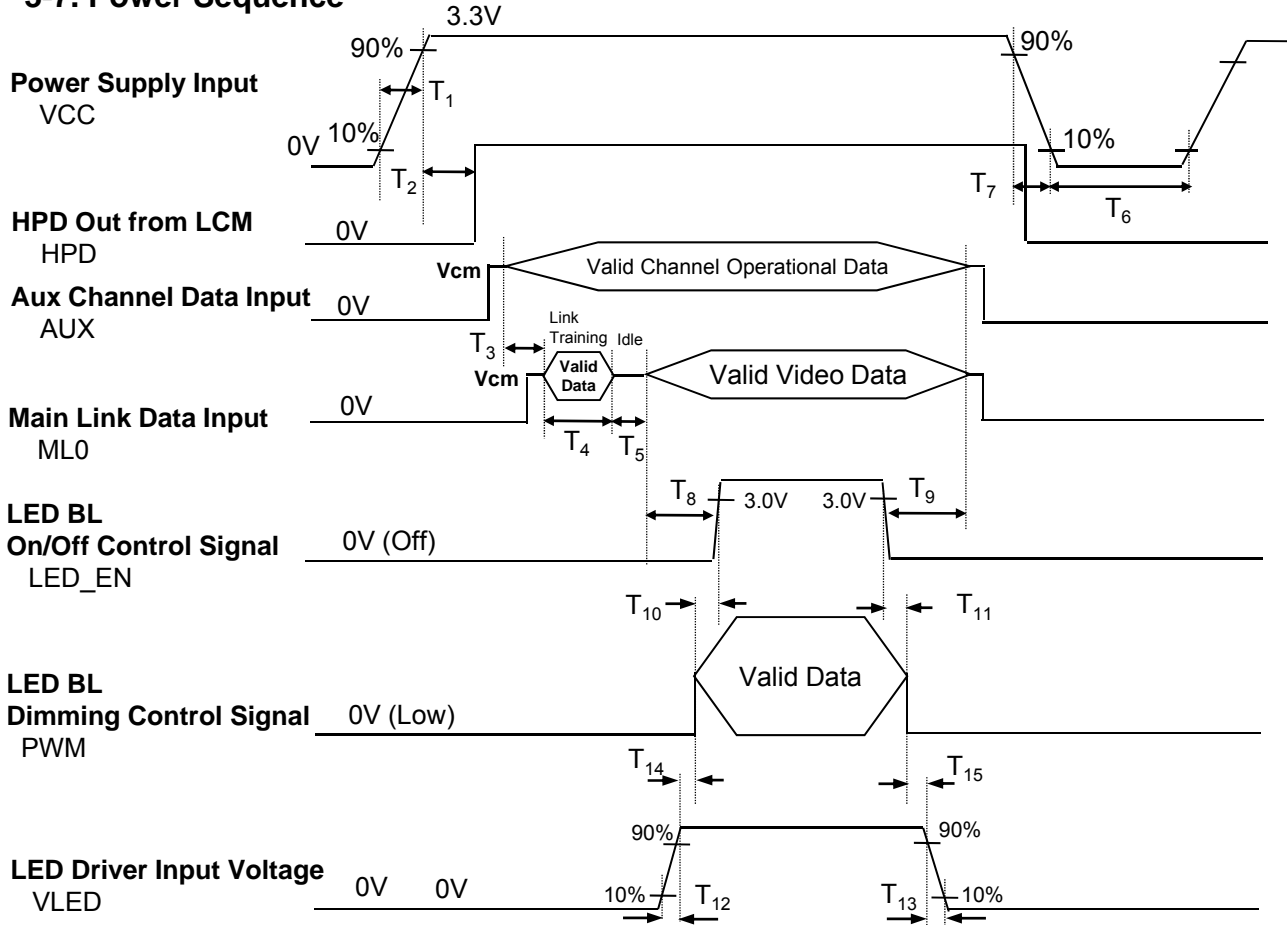 3-7. Power Sequence
3.3V
90%
90%
Power Supply Input
VCC
T1
0V
10%
10%
T2
T7
T6
HPD Out from LCM
HPD
0V
Vcm
Valid Channel Operational Data
Aux Channel Data Input
AUX
0V
Link
Training
Idle
T3
Vcm
Valid
Data
Valid Video Data
Main Link Data Input
ML0
0V
T4
T5
LED BL
On/Off Control Signal
LED_EN
0V (Off)
T8
3.0V
3.0V
T9
T10
T11
LED BL
Dimming Control Signal
PWM
0V (Low)
Valid Data
T14
T15
90%
90%
LED Driver Input Voltage
VLED
0V
0V
10%
T12
T13
10%